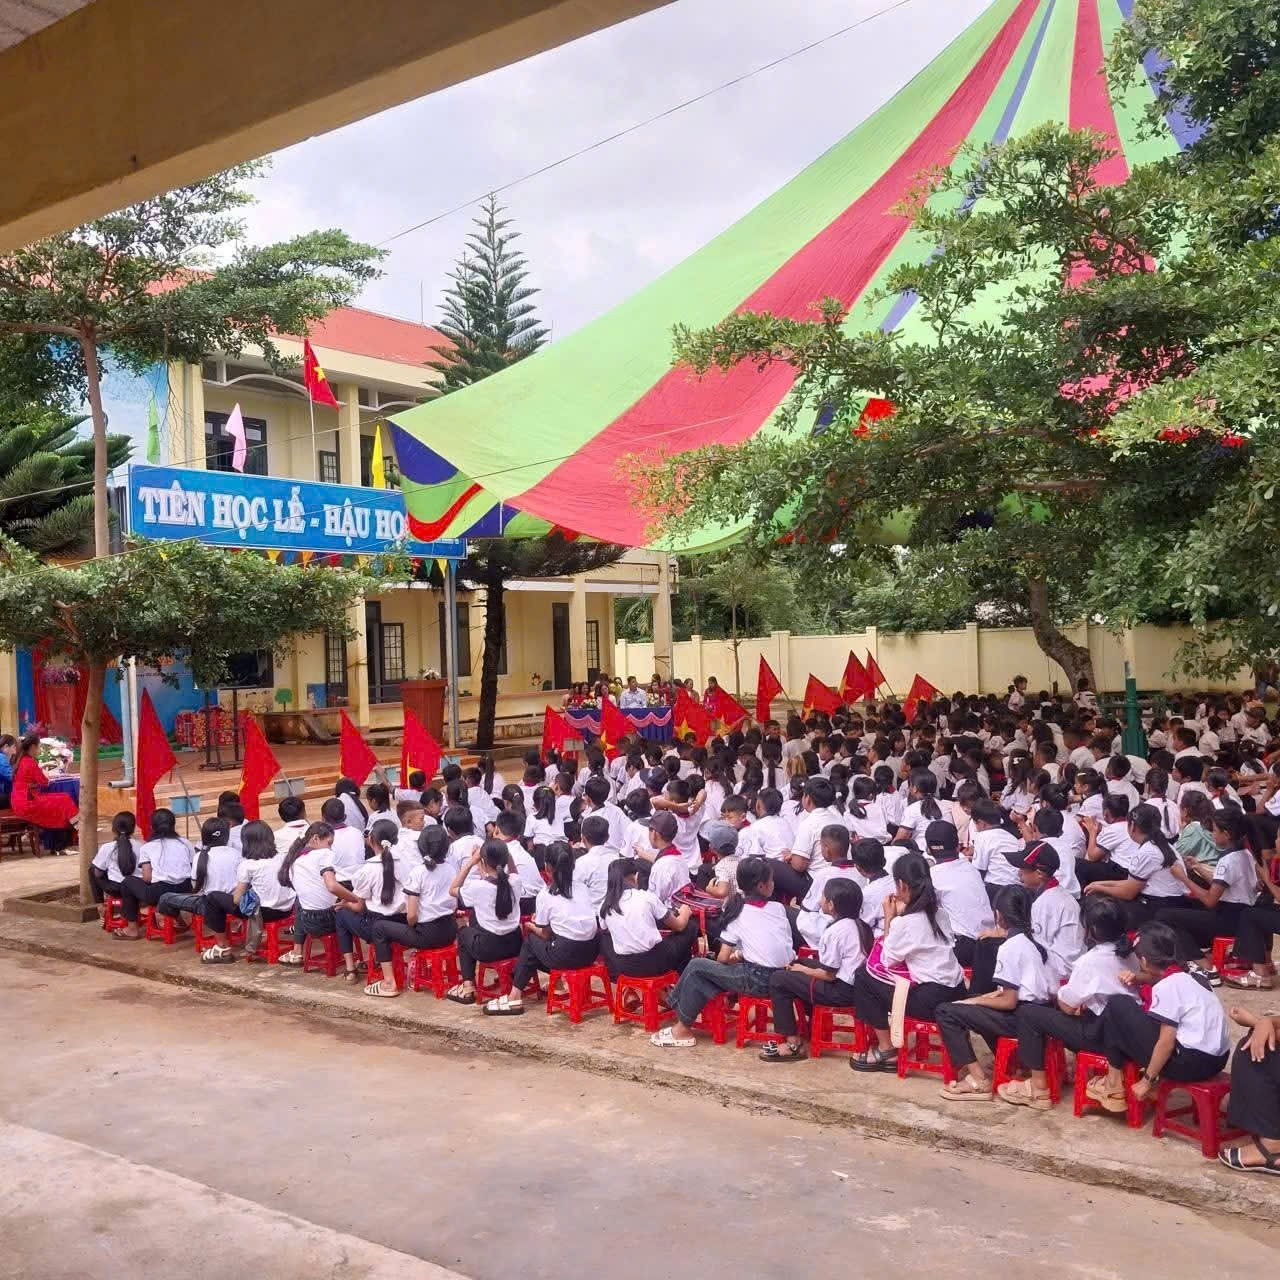 TIÊN HỌC LỄ - HẬU HỌ